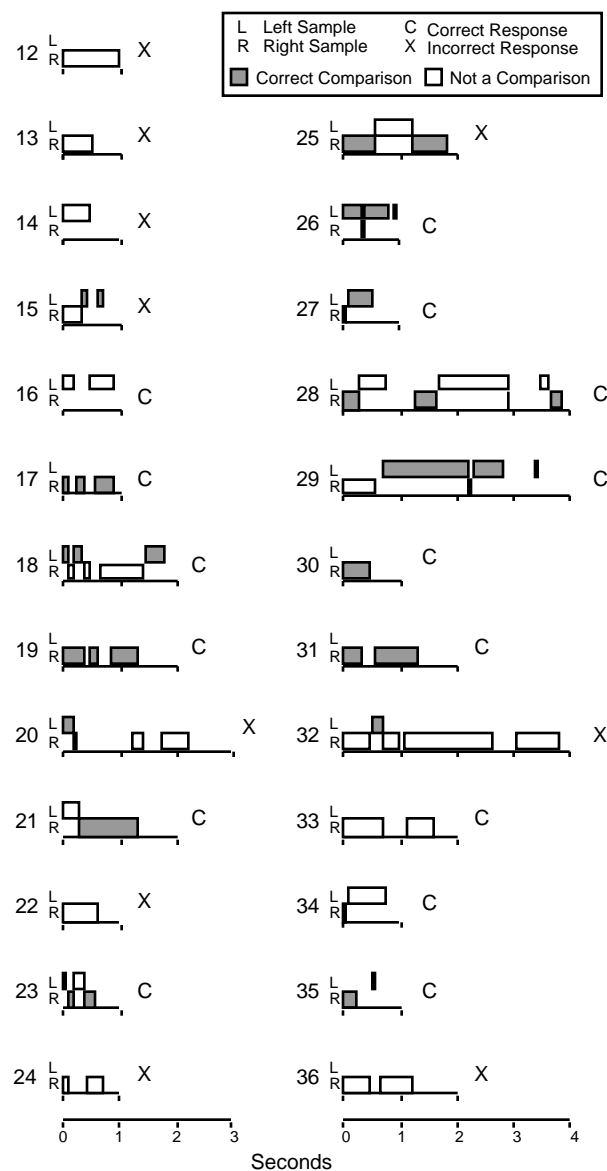 L Left Sample C Correct Response
R Right Sample X Incorrect Response
Correct Comparison Not a Comparison
12 L R X
13 L R X
25 L R X
14 L R X
26 L R C
15 L R X
27 L R C
16 L R C
28 L R C
17 L R C
29 L R C
18 L R C
30 L R C
19 L R C
31 L R C
20 L R X
32 L R X
21 L R C
33 L R C
22 L R X
34 L R C
23 L R C
35 L R C
24 L R X
36 L R X
0 1 2 3 0 1 2 3 4
Seconds